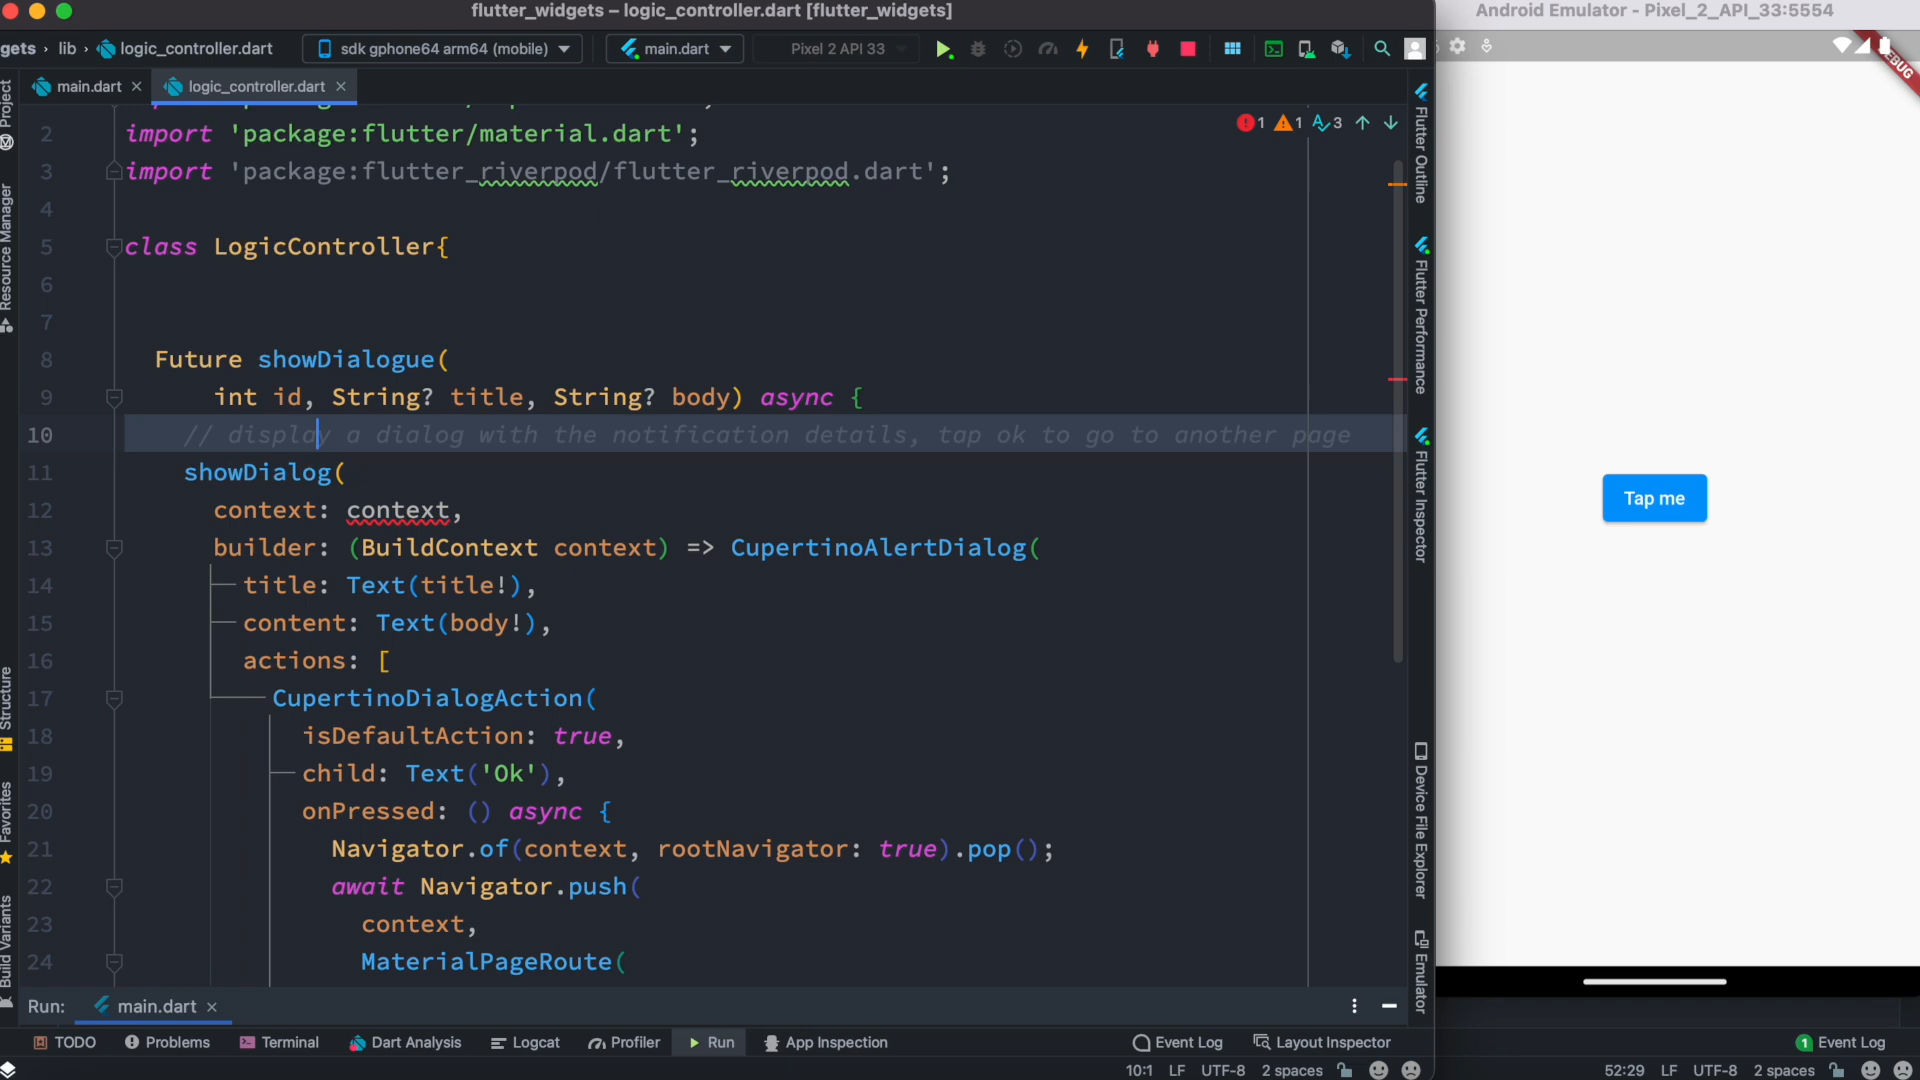 flutter_widgets – logic_controller.dart [flutter_widgets]
Android Emulator - Pixel_2_API_33:5554
gets › lib › logic_controller.dart
sdk gphone64 arm64 (mobile)
main.dart
Pixel 2 API 33
main.dart
logic_controller.dart
DEBUG
1 1 3
2 import 'package:flutter/material.dart';
3 import 'package:flutter_riverpod/flutter_riverpod.dart';
4
5 class LogicController{
6
7
8 Future showDialogue(
9 int id, String? title, String? body) async {
10 // display a dialog with the notification details, tap ok to go to another page
11 showDialog(
12 context: context,
13 builder: (BuildContext context) => CupertinoAlertDialog(
14 title: Text(title!),
15 content: Text(body!),
16 actions: [
17 CupertinoDialogAction(
18 isDefaultAction: true,
19 child: Text('Ok'),
20 onPressed: () async {
21 Navigator.of(context, rootNavigator: true).pop();
22 await Navigator.push(
23 context,
24 MaterialPageRoute(
Project
Resource Manager
Structure
Favorites
Build Variants
Flutter Outline
Flutter Performance
Flutter Inspector
Device File Explorer
Emulator
Tap me
Run: main.dart
TODO Problems Terminal Dart Analysis Logcat Profiler Run App Inspection Event Log Layout Inspector
1 Event Log
10:1 LF UTF-8 2 spaces
52:29 LF UTF-8 2 spaces